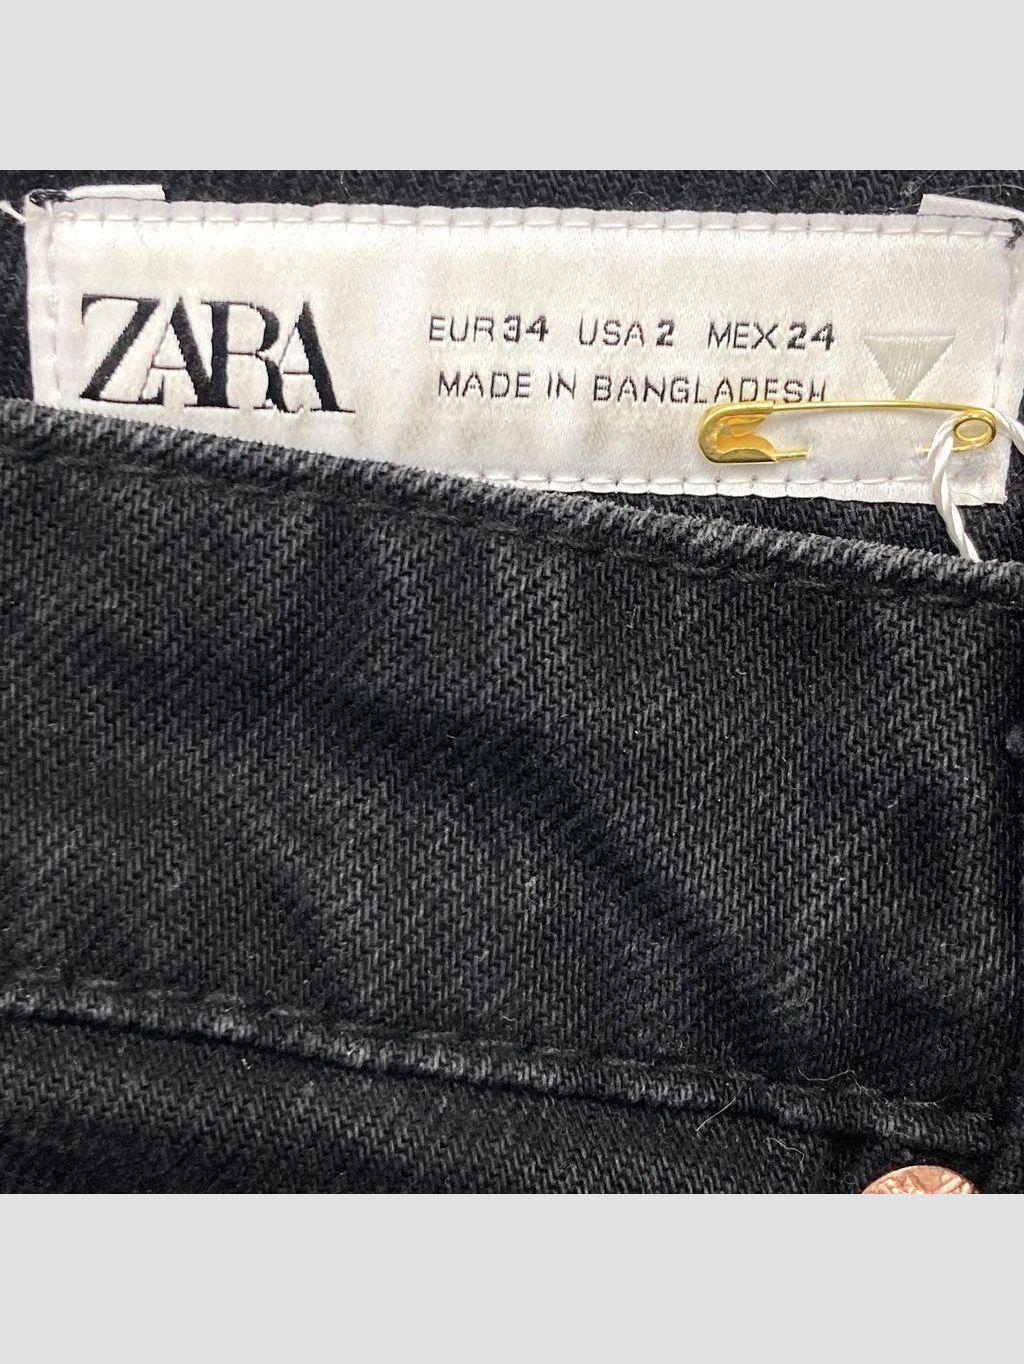 ZARA
EUR 34 USA 2 MEX 24
MADE IN BANGLADESH